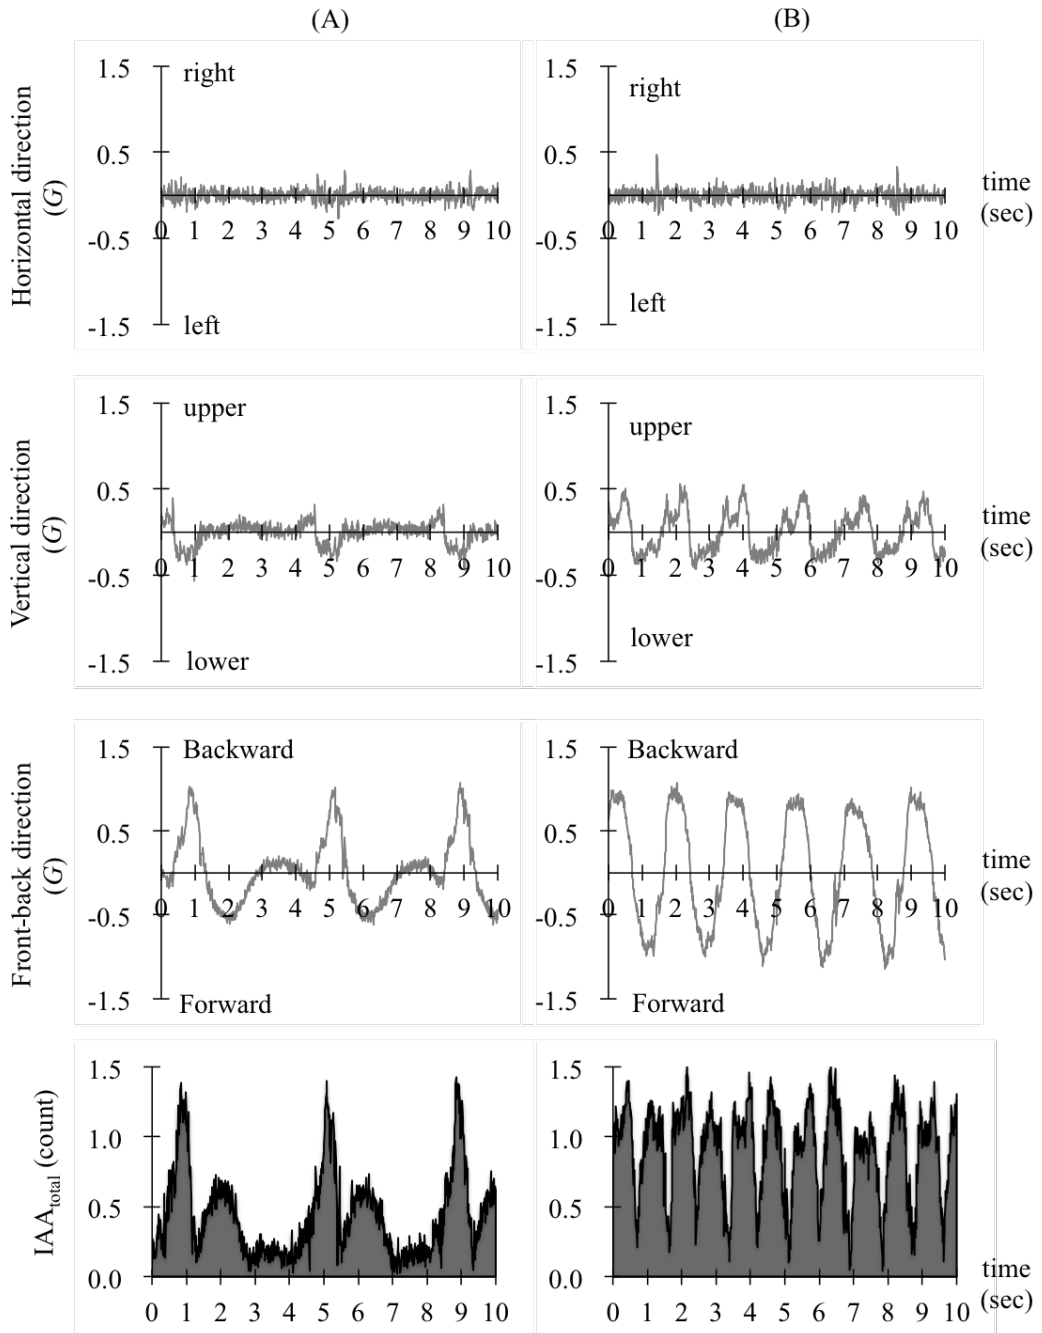 (A)
(B)
Horizontal direction
(G)
1.5
0.5
-0.5
-1.5
right
left
0 1 2 3 4 5 6 7 8 9 10
1.5
0.5
-0.5
-1.5
right
left
0 1 2 3 4 5 6 7 8 9 10
time
(sec)
Vertical direction
(G)
1.5
0.5
-0.5
-1.5
upper
lower
0 1 2 3 4 5 6 7 8 9 10
1.5
0.5
-0.5
-1.5
upper
lower
0 1 2 3 4 5 6 7 8 9 10
time
(sec)
Front-back direction
(G)
1.5
0.5
-0.5
-1.5
Backward
Forward
0 1 2 3 4 5 6 7 8 9 10
1.5
0.5
-0.5
-1.5
Backward
Forward
0 1 2 3 4 5 6 7 8 9 10
time
(sec)
IAAtotal (count)
1.5
1.0
0.5
0.0
0 1 2 3 4 5 6 7 8 9 10
1.5
1.0
0.5
0.0
0 1 2 3 4 5 6 7 8 9 10
time
(sec)